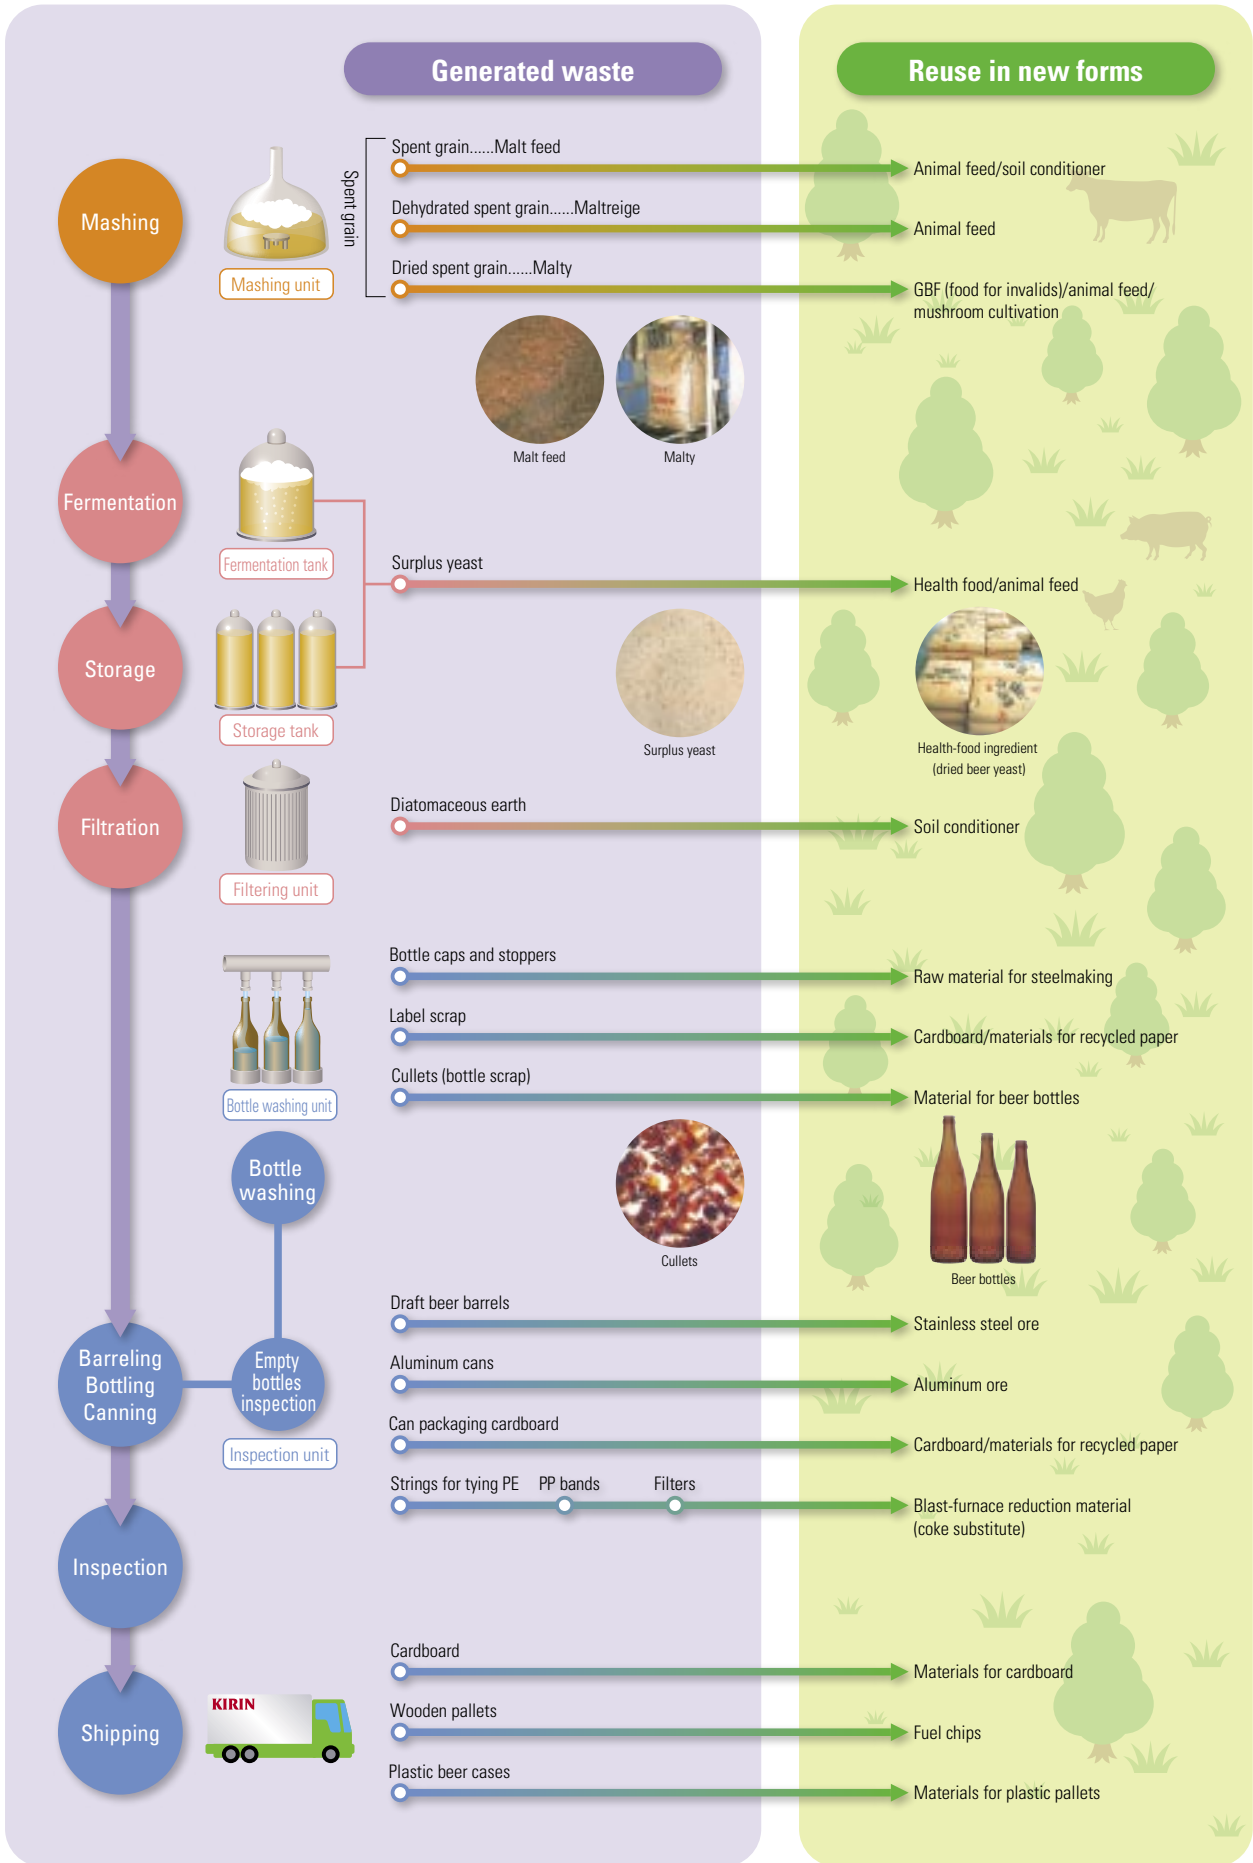 Generated waste
Reuse in new forms
Mashing
Mashing unit
Spent grain
Spent grain......Malt feed
Animal feed/soil conditioner
Dehydrated spent grain......Maltreige
Animal feed
Dried spent grain......Malty
GBF (food for invalids)/animal feed/
mushroom cultivation
Malt feed
Malty
Fermentation
Fermentation tank
Surplus yeast
Health food/animal feed
Storage
Storage tank
Surplus yeast
Health-food ingredient
(dried beer yeast)
Filtration
Filtering unit
Diatomaceous earth
Soil conditioner
Bottle caps and stoppers
Raw material for steelmaking
Label scrap
Cardboard/materials for recycled paper
Cullets (bottle scrap)
Material for beer bottles
Bottle washing unit
Bottle
washing
Cullets
Beer bottles
Draft beer barrels
Stainless steel ore
Barreling
Bottling
Canning
Empty
bottles
inspection
Inspection unit
Aluminum cans
Aluminum ore
Can packaging cardboard
Cardboard/materials for recycled paper
Strings for tying PE
PP bands
Filters
Blast-furnace reduction material
(coke substitute)
Inspection
Cardboard
Materials for cardboard
Shipping
KIRIN
Wooden pallets
Fuel chips
Plastic beer cases
Materials for plastic pallets